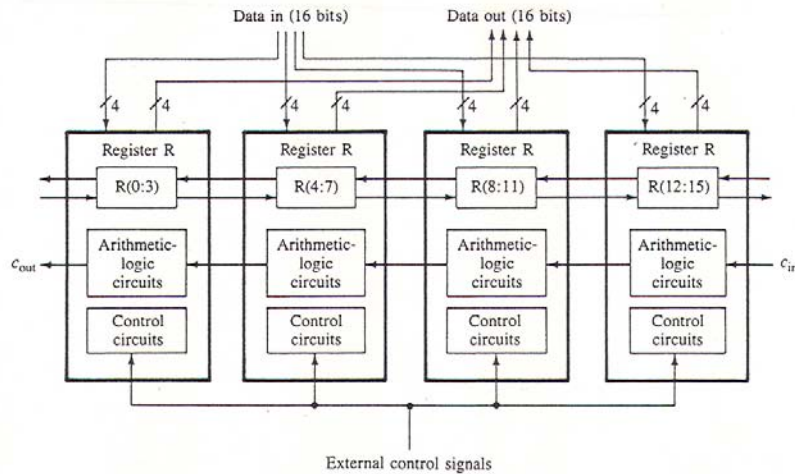 Data in (16 bits) Data out (16 bits)
4 4 4 4 4 4 4 4
Register R Register R Register R Register R
R(0:3) R(4:7) R(8:11) R(12:15)
Arithmetic- Arithmetic- Arithmetic- Arithmetic-
c_out logic logic logic logic c_in
circuits circuits circuits circuits
Control Control Control Control
circuits circuits circuits circuits
External control signals